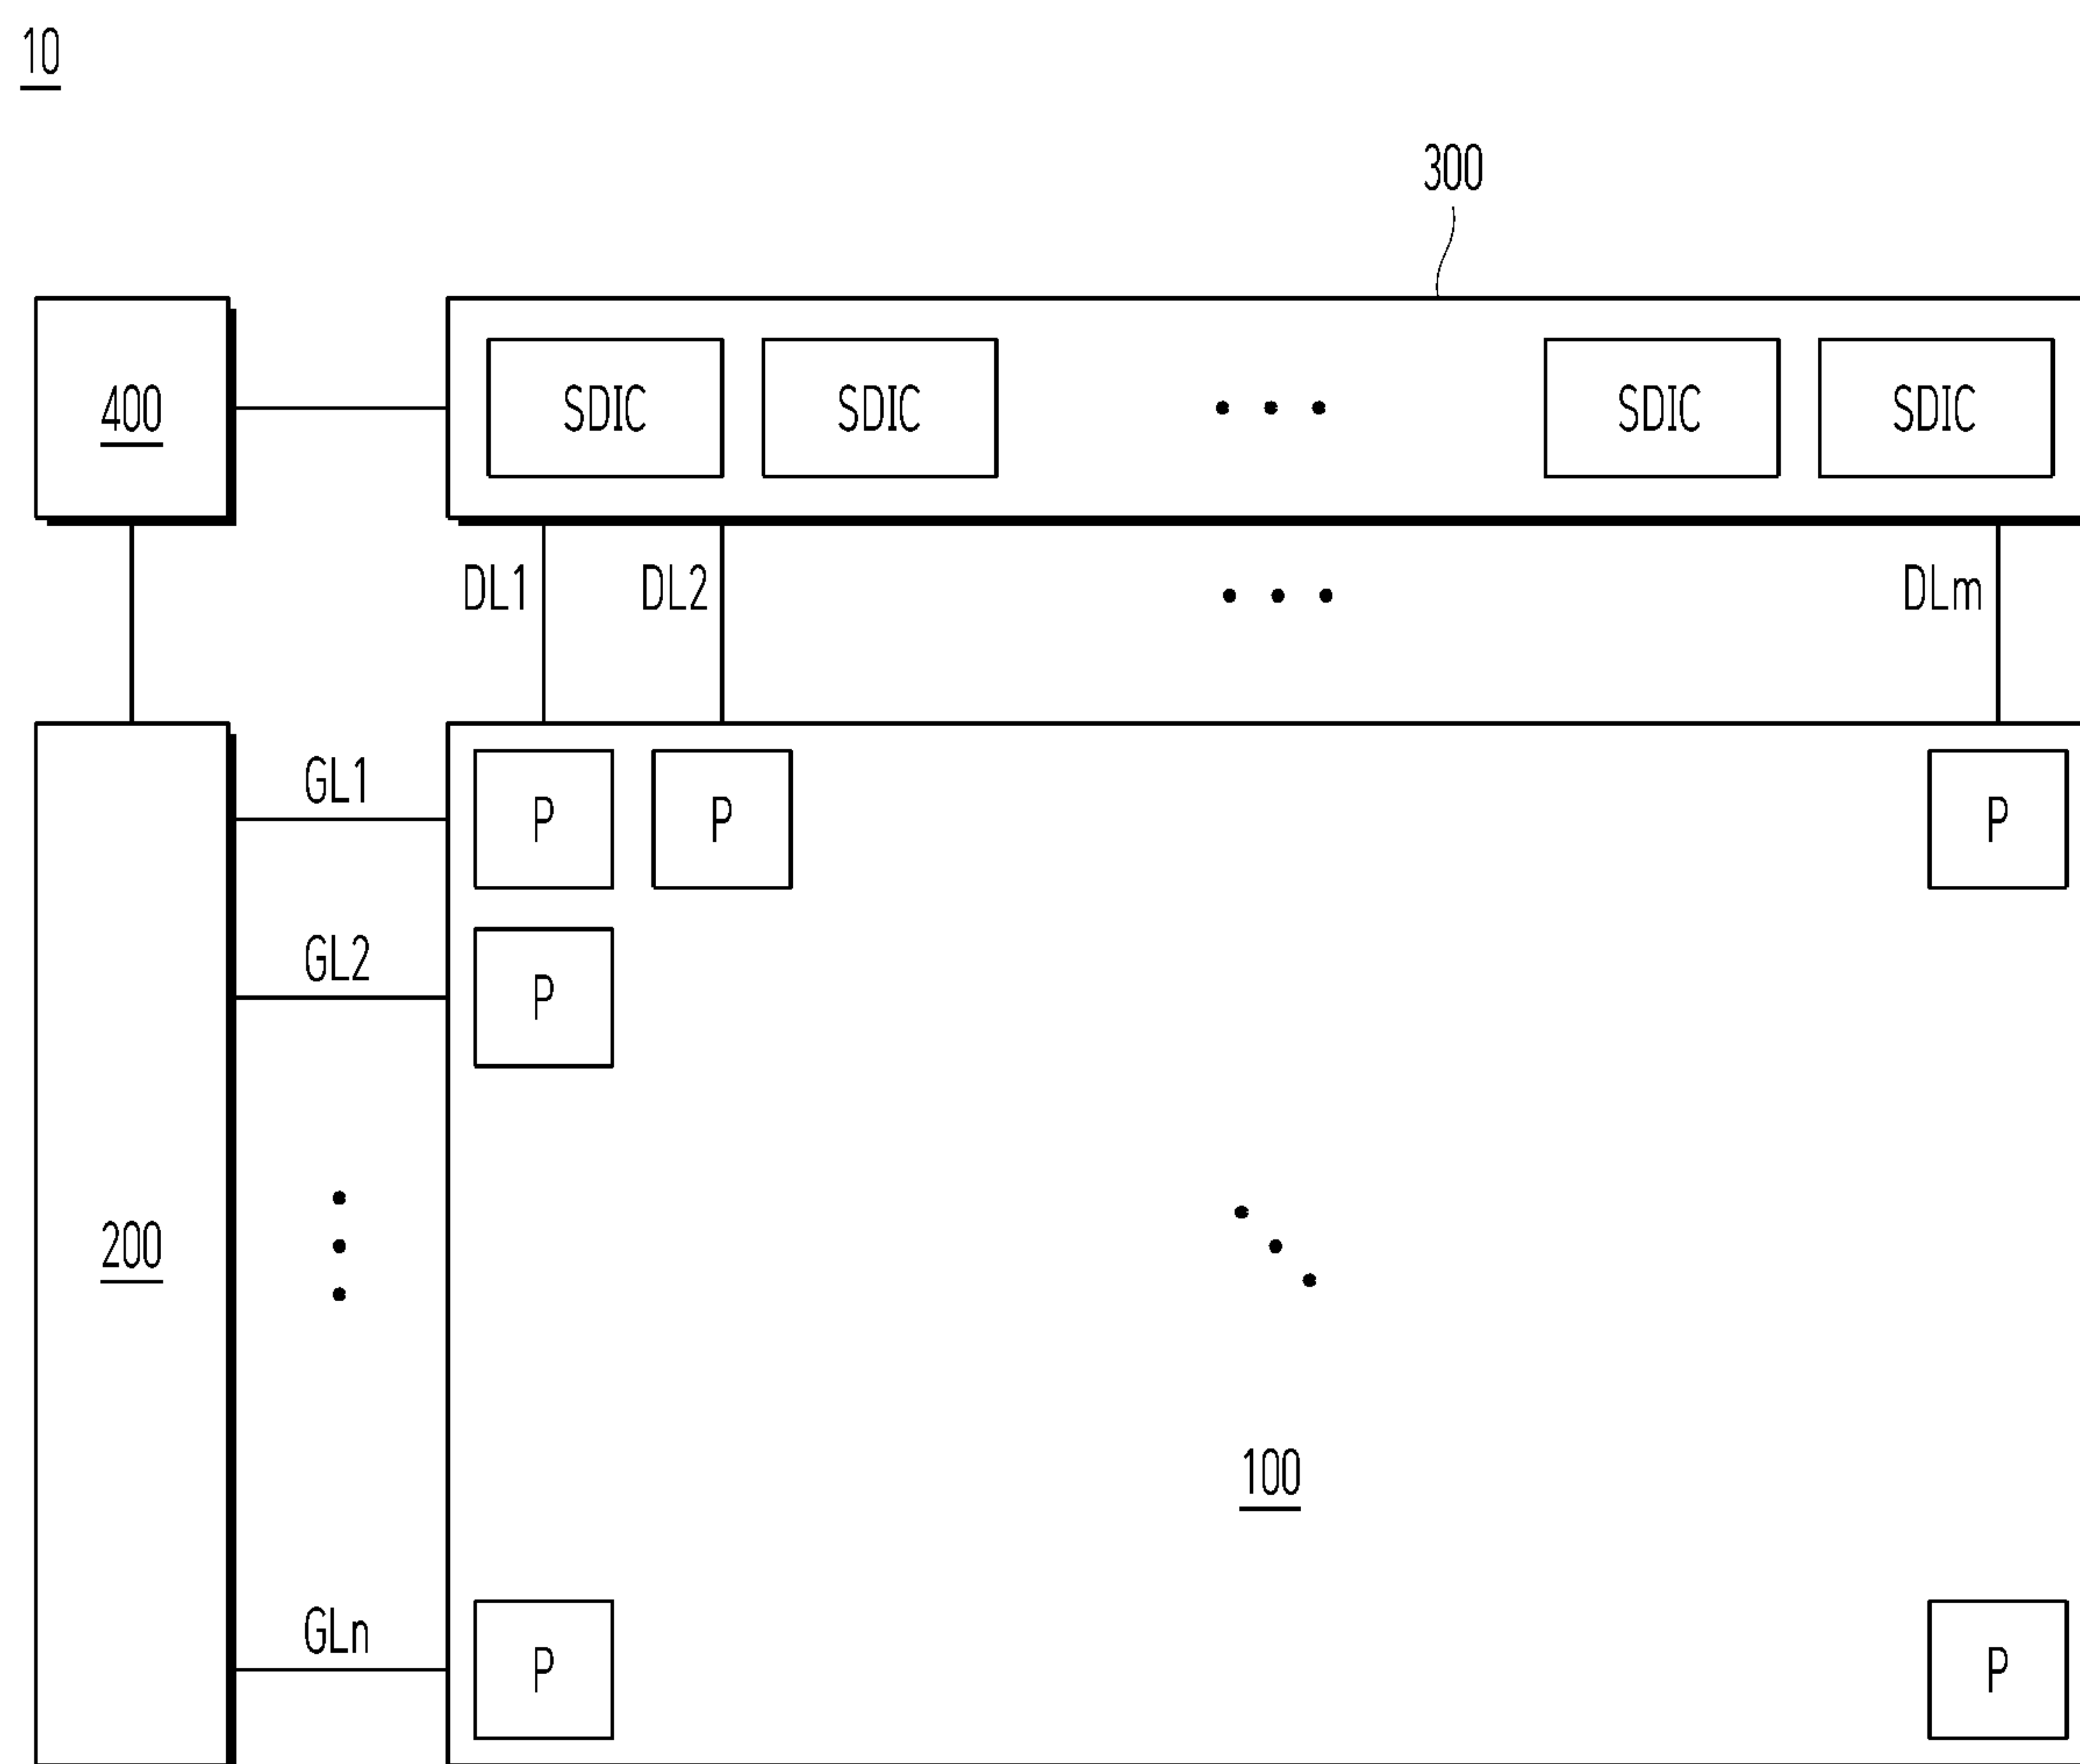 10
300
400 SDIC SDIC SDIC SDIC
DL1 DL2 DLm
GL1
P P P
GL2
P
200
100
GLn
P P